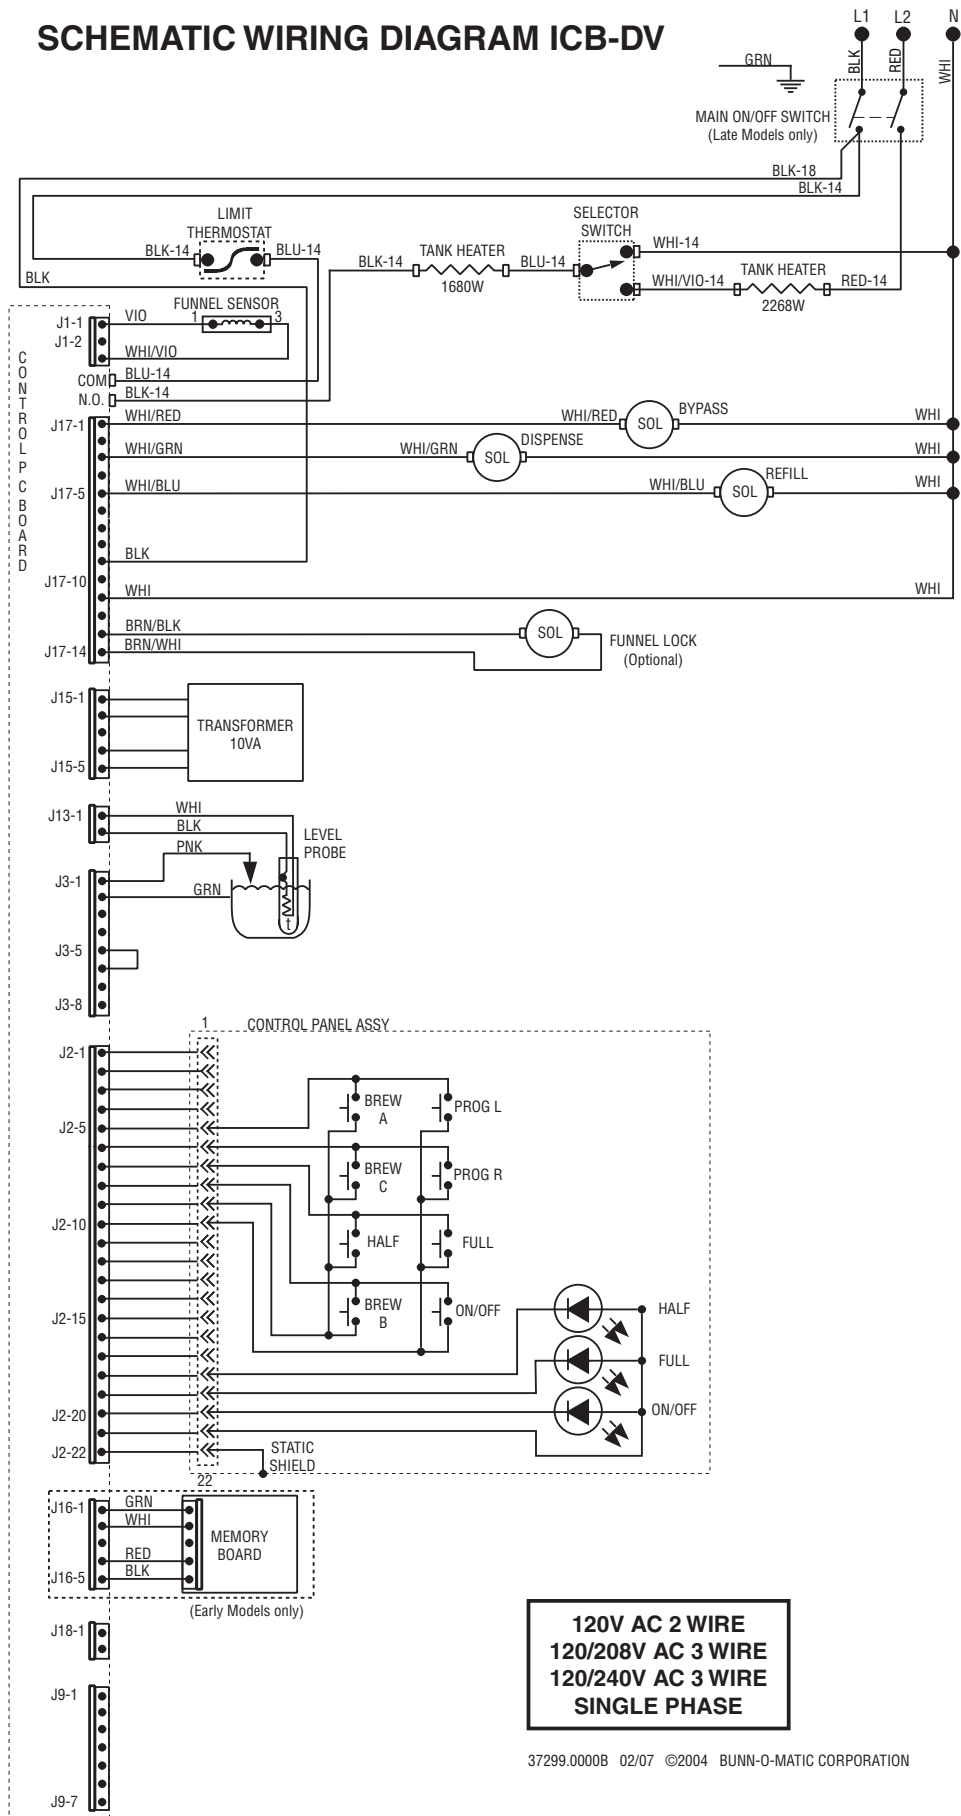 SCHEMATIC WIRING DIAGRAM ICB-DV
L1
L2
N
BLK
RED
WHI
GRN
MAIN ON/OFF SWITCH
(Late Models only)
BLK-18
BLK-14
LIMIT
THERMOSTAT
BLK-14
BLU-14
BLK
SELECTOR
SWITCH
BLK-14
TANK HEATER
1680W
BLU-14
WHI-14
WHI/VIO-14
TANK HEATER
2268W
RED-14
CONTROL PC BOARD
FUNNEL SENSOR
J1-1
VIO
1
3
J1-2
WHI/VIO
COM
BLU-14
N.O.
BLK-14
J17-1
WHI/RED
WHI/RED
SOL
BYPASS
WHI
WHI/GRN
WHI/GRN
SOL
DISPENSE
WHI
J17-5
WHI/BLU
WHI/BLU
SOL
REFILL
WHI
BLK
J17-10
WHI
WHI
BRN/BLK
SOL
J17-14
BRN/WHI
FUNNEL LOCK
(Optional)
J15-1
J15-5
TRANSFORMER
10VA
J13-1
WHI
BLK
LEVEL
PROBE
PNK
J3-1
GRN
t
J3-5
J3-8
1
CONTROL PANEL ASSY
J2-1
J2-5
J2-10
J2-15
J2-20
J2-22
BREW
A
PROG L
BREW
C
PROG R
HALF
FULL
BREW
B
ON/OFF
HALF
FULL
ON/OFF
STATIC
SHIELD
22
J16-1
GRN
WHI
RED
J16-5
BLK
MEMORY
BOARD
(Early Models only)
J18-1
J9-1
J9-7
120V AC 2 WIRE
120/208V AC 3 WIRE
120/240V AC 3 WIRE
SINGLE PHASE
37299.0000B 02/07 ©2004 BUNN-O-MATIC CORPORATION